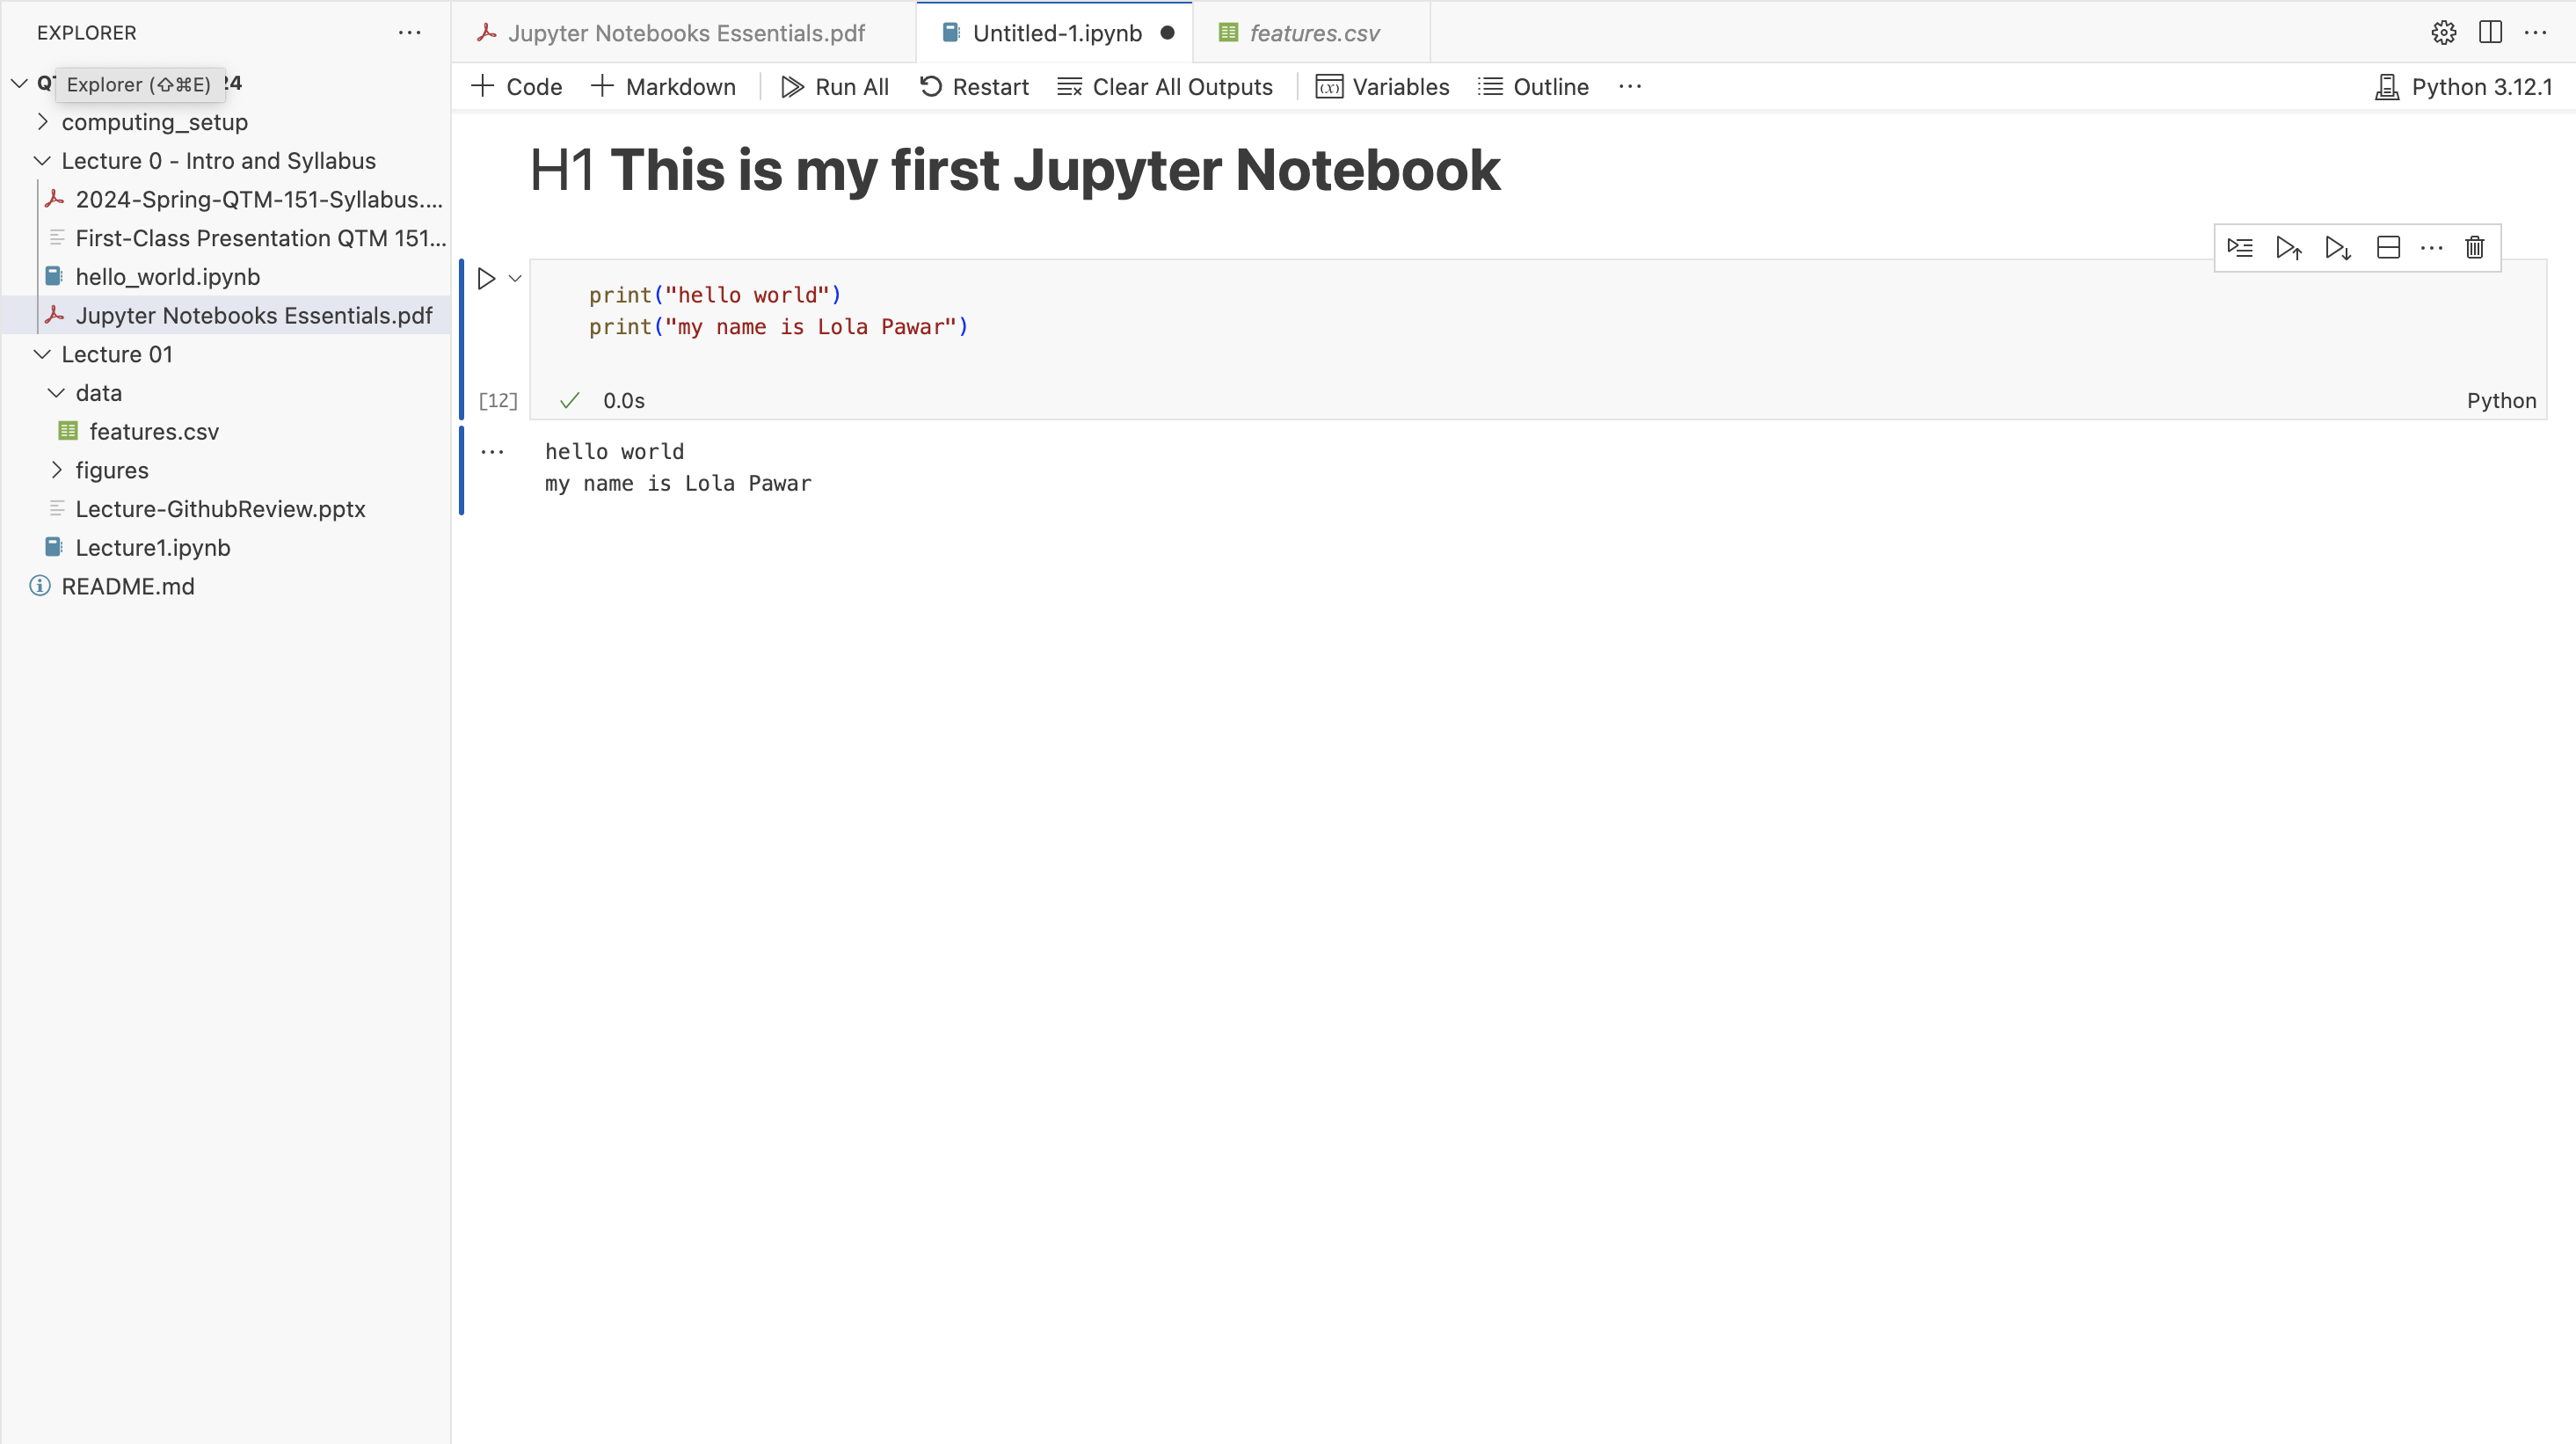 EXPLORER
Q
Explorer (⇧⌘E)
24
computing_setup
Lecture 0 - Intro and Syllabus
2024-Spring-QTM-151-Syllabus....
First-Class Presentation QTM 151...
hello_world.ipynb
Jupyter Notebooks Essentials.pdf
Lecture 01
data
features.csv
figures
Lecture-GithubReview.pptx
Lecture1.ipynb
README.md
Jupyter Notebooks Essentials.pdf
Untitled-1.ipynb
features.csv
Code
Markdown
Run All
Restart
Clear All Outputs
Variables
Outline
...
Python 3.12.1
H1 This is my first Jupyter Notebook
print("hello world")
print("my name is Lola Pawar")
[12]
0.0s
Python
hello world
my name is Lola Pawar